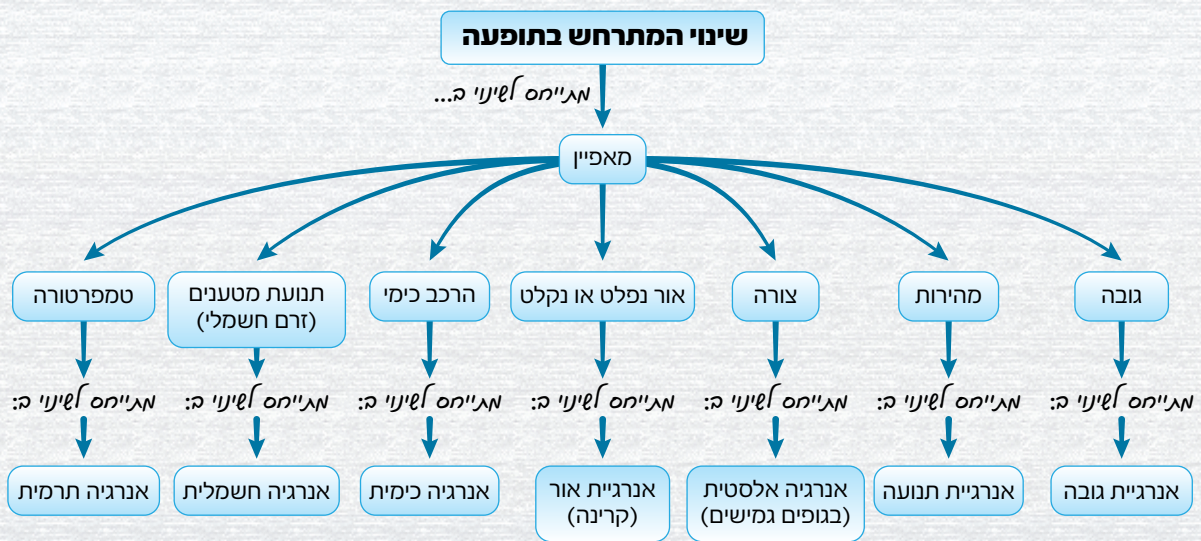 שינוי המתרחש בתופעה
מתייחס לשינוי ב...
מאפיין
גובה
מהירות
צורה
אור נפלט או נקלט
הרכב כימי
תנועת מטענים
(זרם חשמלי)
טמפרטורה
מתייחס לשינוי ב:
מתייחס לשינוי ב:
מתייחס לשינוי ב:
מתייחס לשינוי ב:
מתייחס לשינוי ב:
מתייחס לשינוי ב:
מתייחס לשינוי ב:
אנרגיית גובה
אנרגיית תנועה
אנרגיה אלסטית
(בגופים גמישים)
אנרגיית אור
(קרינה)
אנרגיה כימית
אנרגיה חשמלית
אנרגיה תרמית